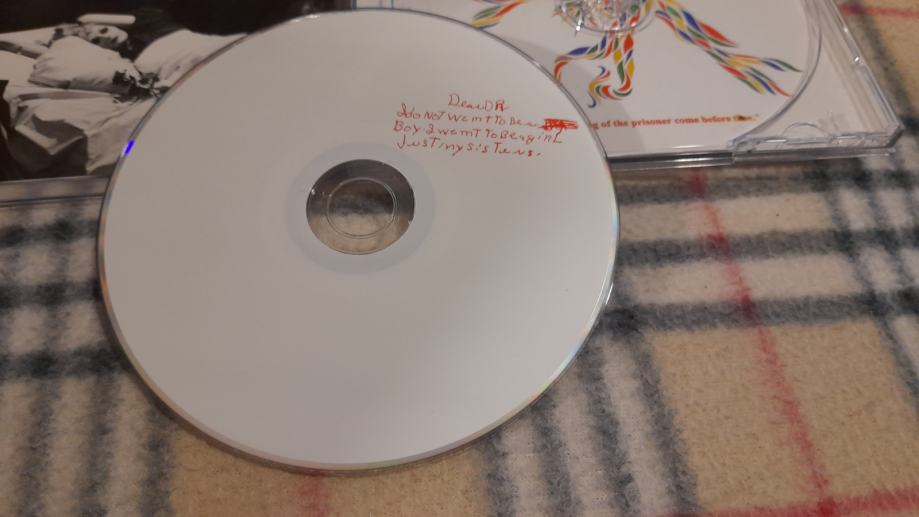 Dear DR
I do Not Want To Be a
Boy I want To Be a girl
Just my sisters.
of the prisoner come before thee."